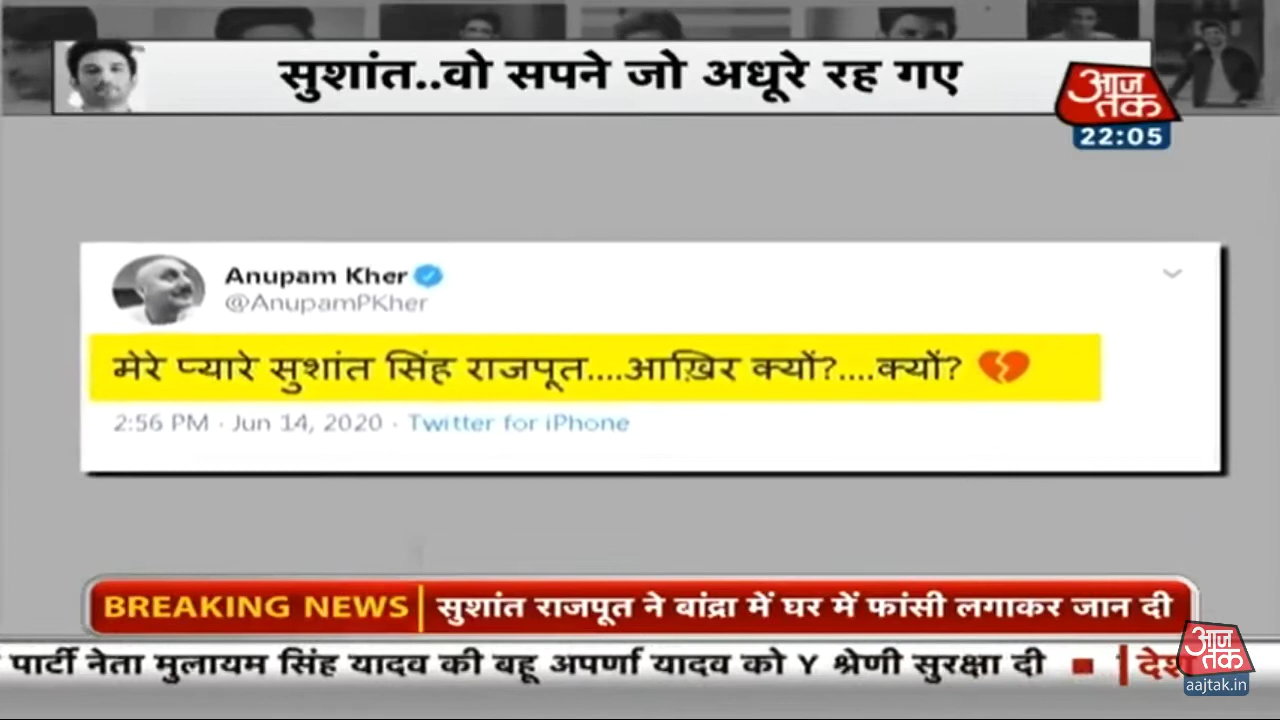 सुशांत..वो सपने जो अधूरे रह गए
आज तक
22:05
Anupam Kher
@AnupamPKher
मेरे प्यारे सुशांत सिंह राजपूत....आख़िर क्यों?....क्यों? 💔
2:56 PM · Jun 14, 2020 · Twitter for iPhone
BREAKING NEWS
सुशांत राजपूत ने बांद्रा में घर में फांसी लगाकर जान दी
पार्टी नेता मुलायम सिंह यादव की बहू अपर्णा यादव को Y श्रेणी सुरक्षा दी
आज तक
aajtak.in